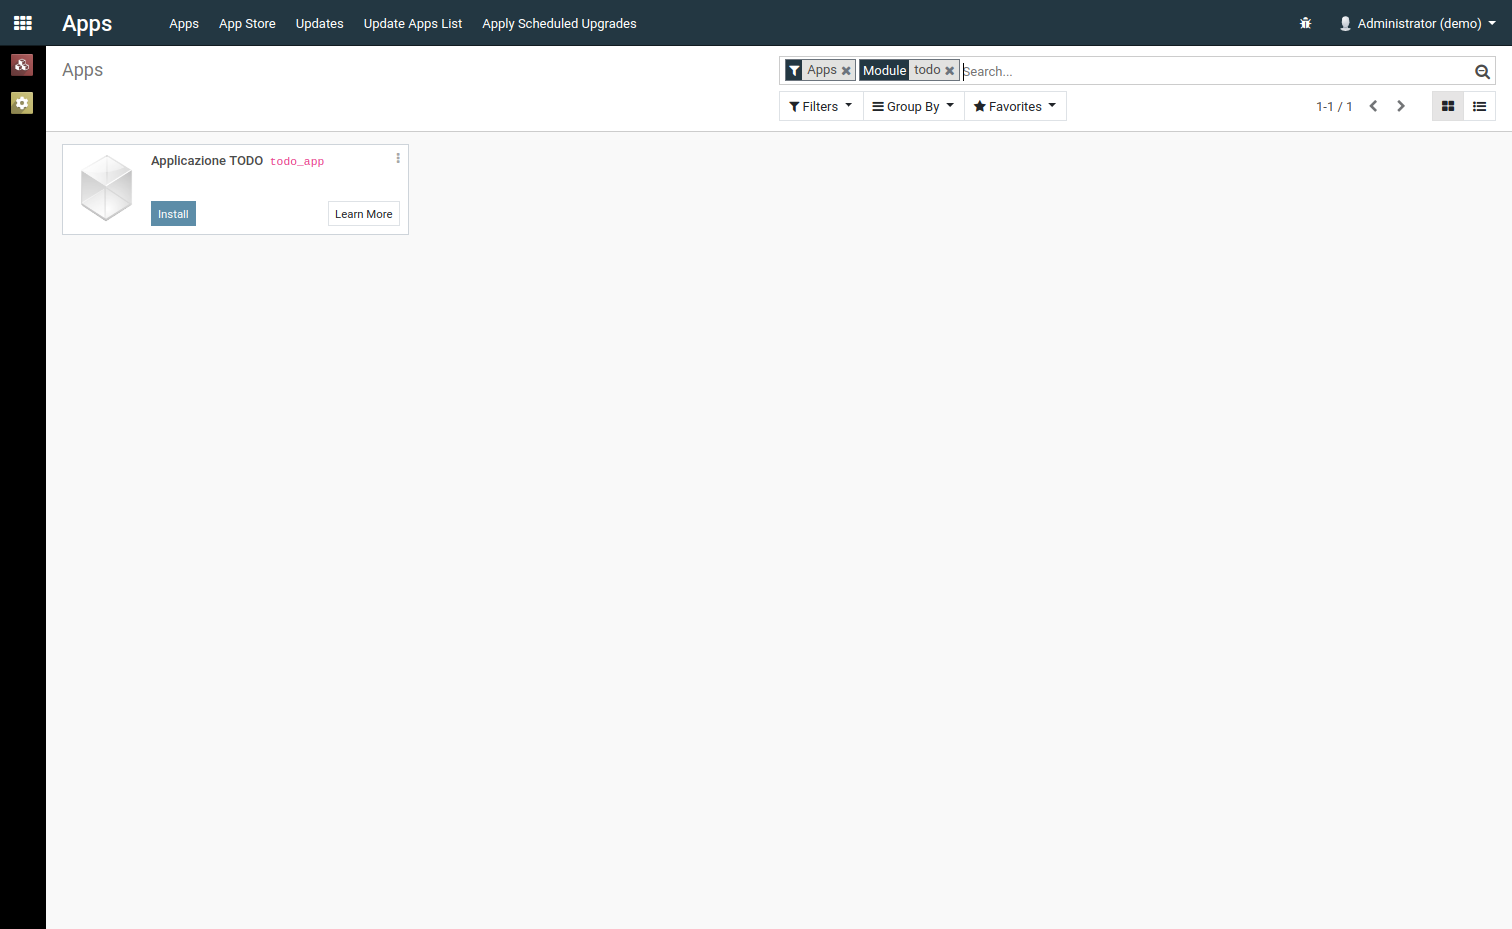 Apps Apps App Store Updates Update Apps List Apply Scheduled Upgrades Administrator (demo)
Apps
Apps Module todo Search...
Filters Group By Favorites 1-1 / 1
Applicazione TODO todo_app
Install Learn More